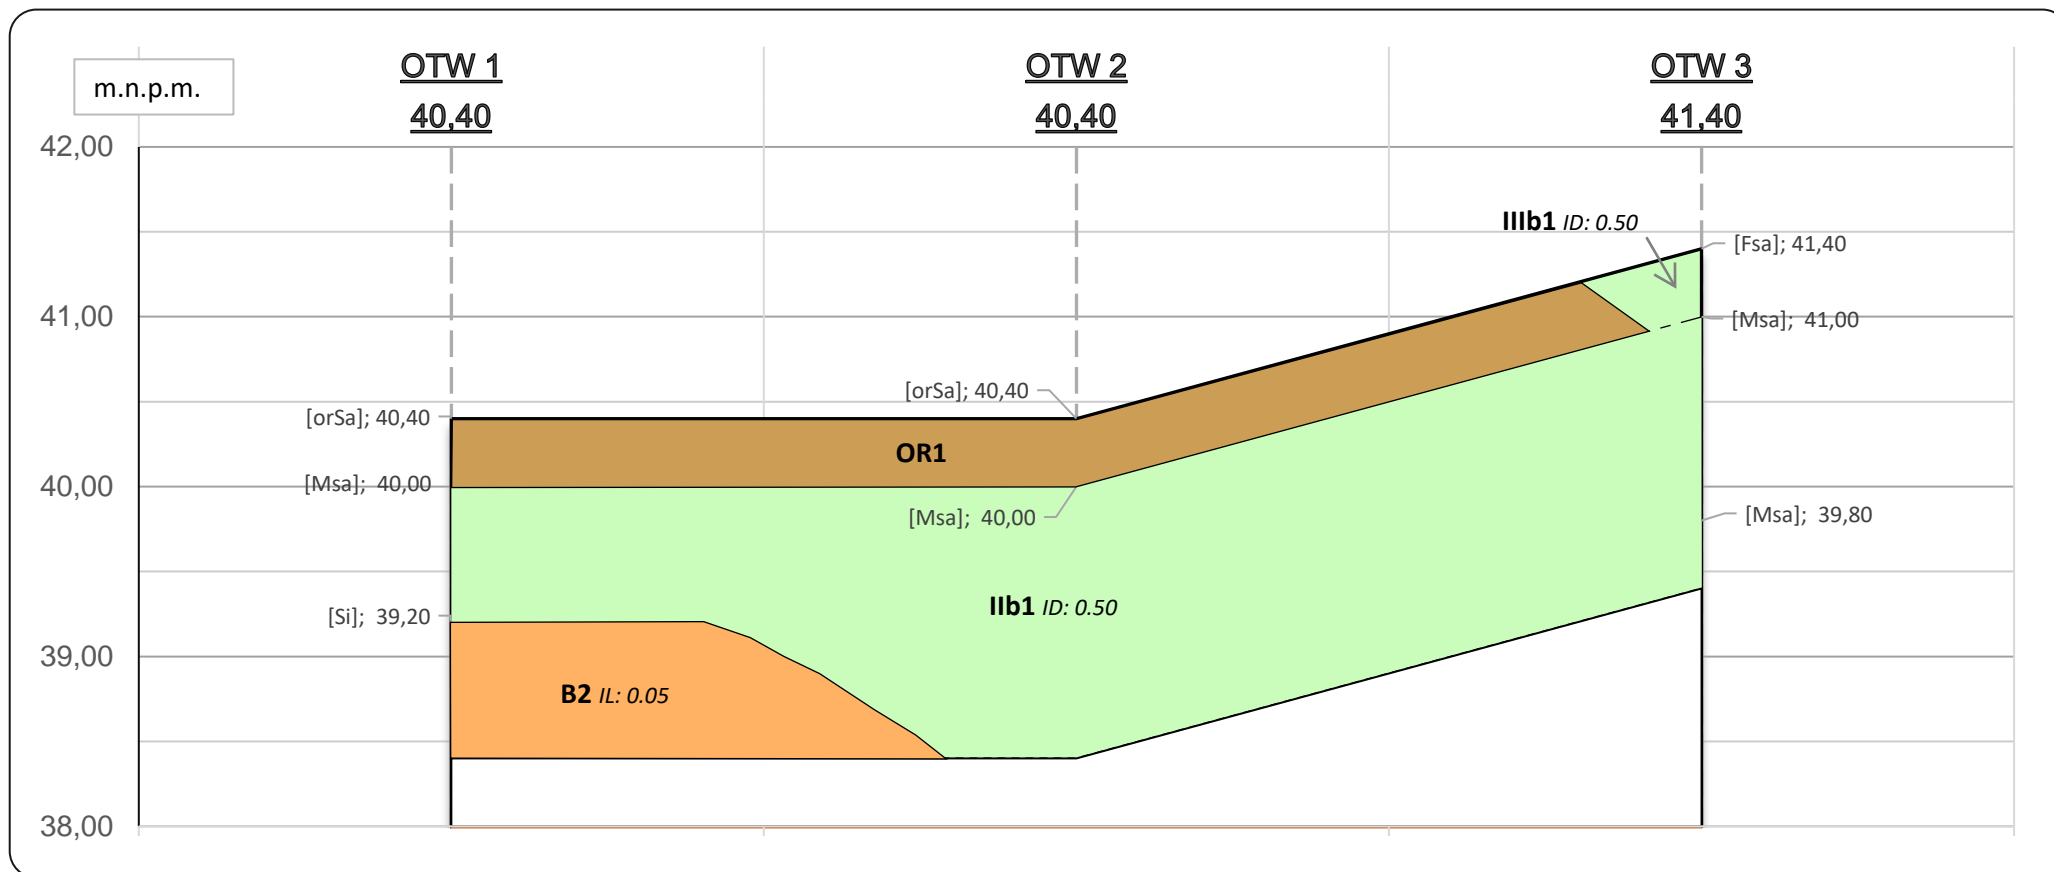 OTW 1
OTW 2
OTW 3
m.n.p.m.
40,40
40,40
41,40
42,00
IIIb1 ID: 0.50
[Fsa]; 41,40
41,00
[Msa];  41,00
[orSa]; 40,40
[orSa]; 40,40
OR1
40,00
[Msa];  40,00
[Msa];  40,00
[Msa];  39,80
[Si];  39,20
IIb1 ID: 0.50
39,00
B2 IL: 0.05
38,00